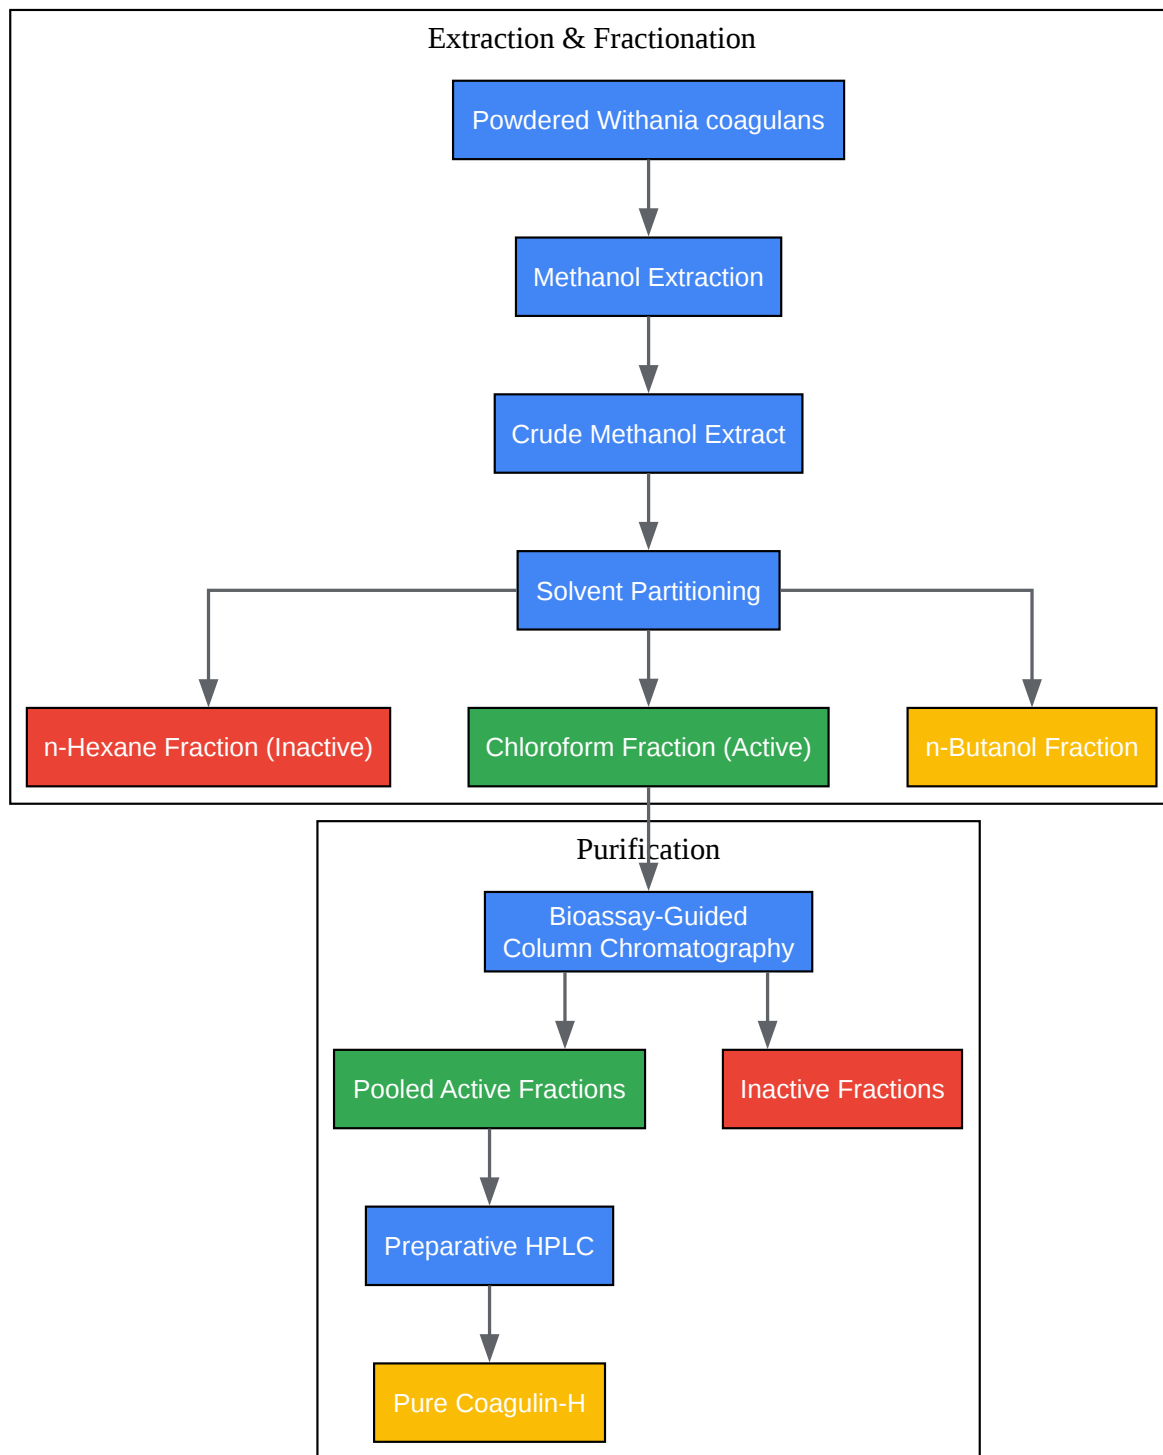 Extraction & Fractionation
Powdered Withania coagulans
Methanol Extraction
Crude Methanol Extract
Solvent Partitioning
n-Hexane Fraction (Inactive)
Chloroform Fraction (Active)
n-Butanol Fraction
Purification
Bioassay-Guided
Column Chromatography
Pooled Active Fractions
Inactive Fractions
Preparative HPLC
Pure Coagulin-H